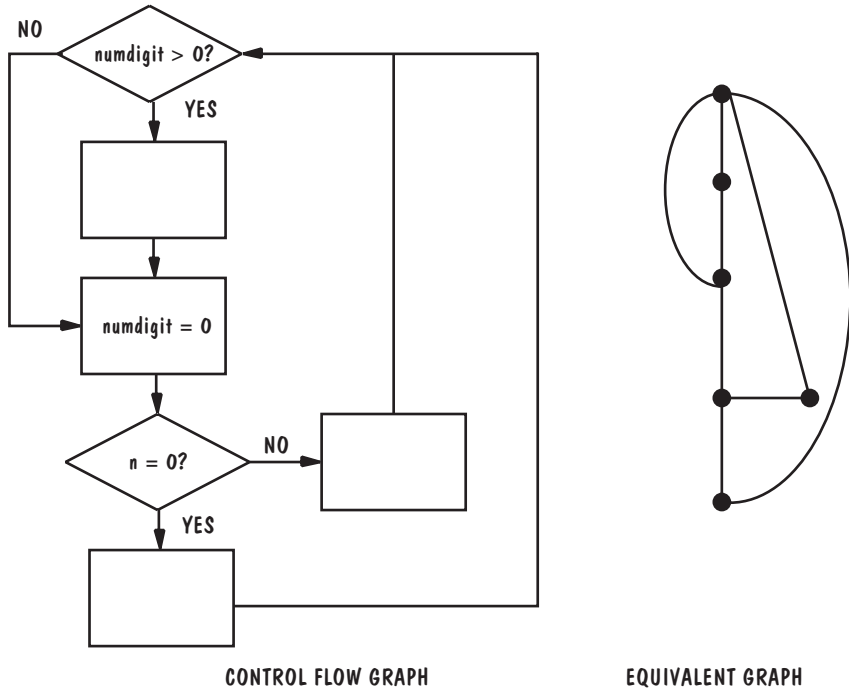 NO
numdigit > 0?
YES
numdigit = 0
n = 0?
NO
YES
CONTROL FLOW GRAPH
EQUIVALENT GRAPH